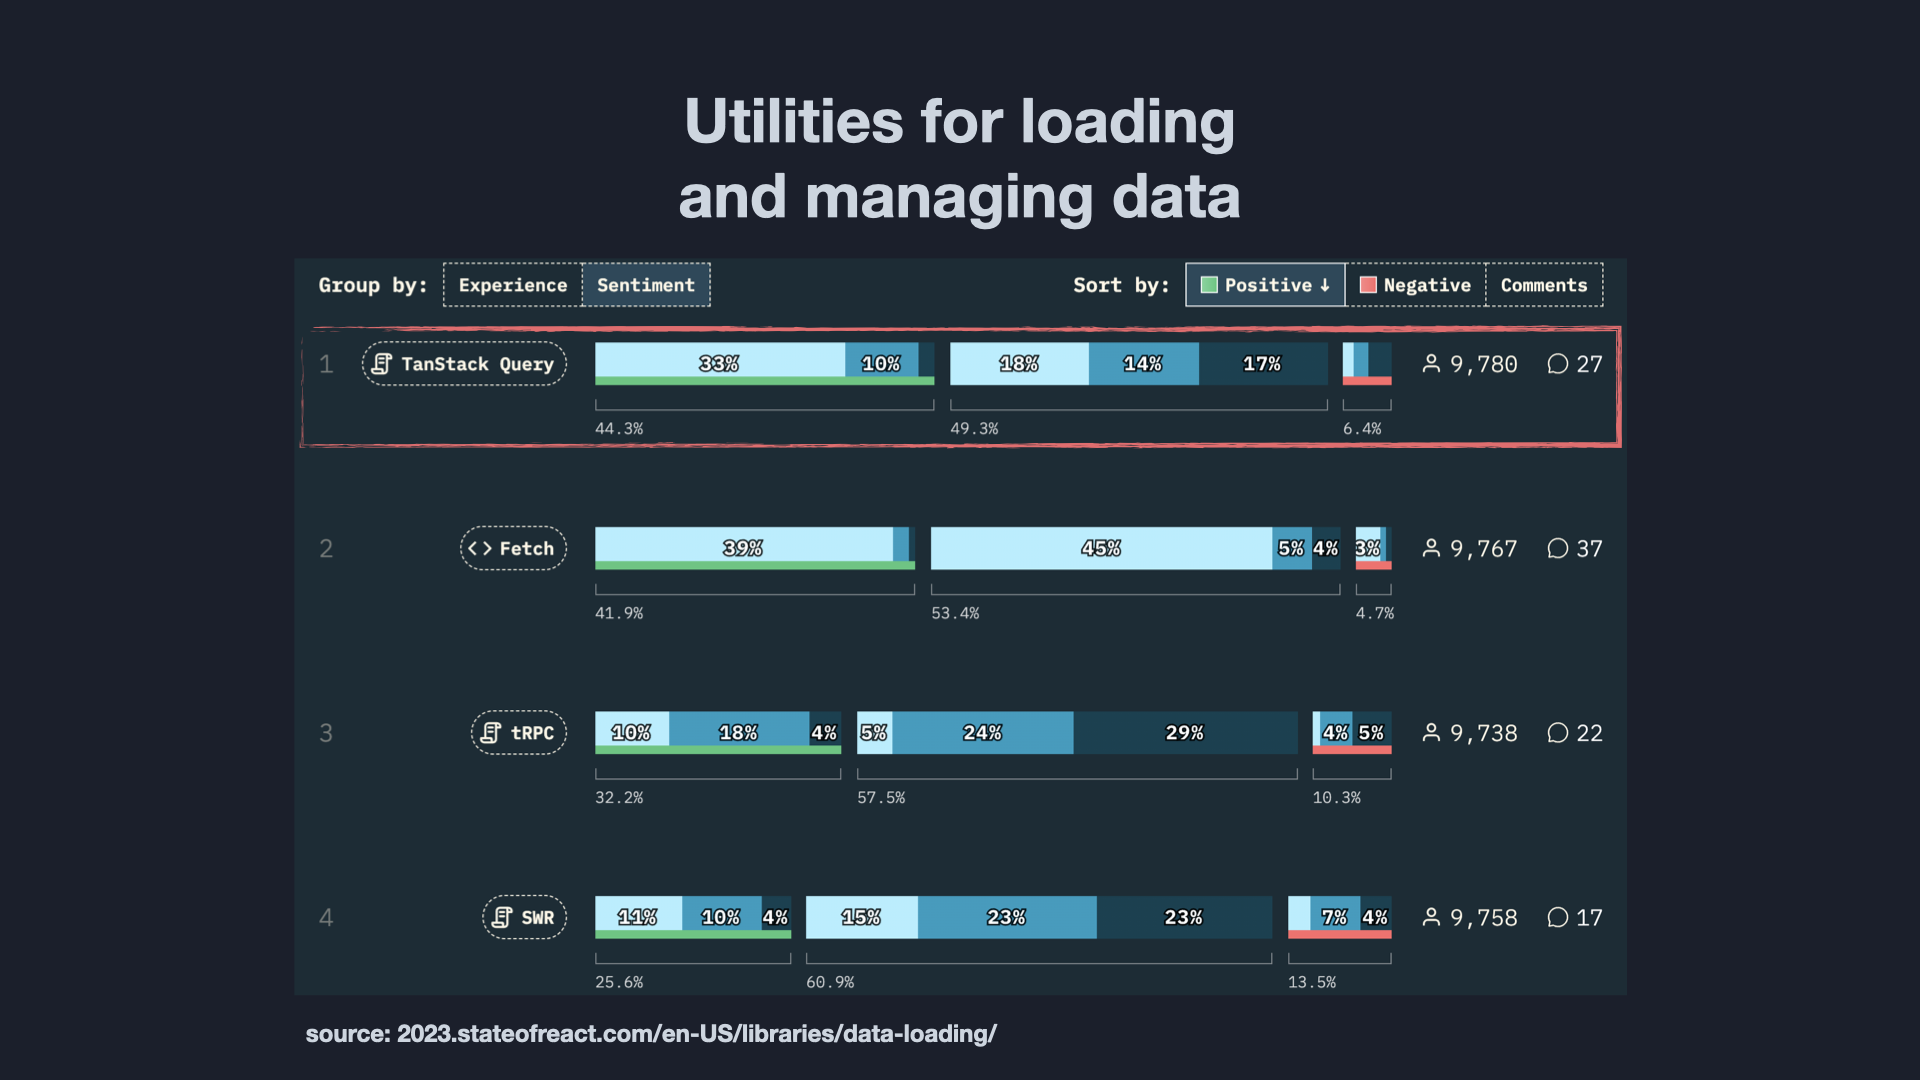 Utilities for loading
and managing data
Group by: Experience Sentiment Sort by: Positive ↓ Negative Comments
1 TanStack Query 33% 10% 18% 14% 17% 9,780 27
44.3% 49.3% 6.4%
2 <> Fetch 39% 45% 5% 4% 3% 9,767 37
41.9% 53.4% 4.7%
3 tRPC 10% 18% 4% 5% 24% 29% 4% 5% 9,738 22
32.2% 57.5% 10.3%
4 SWR 11% 10% 4% 15% 23% 23% 7% 4% 9,758 17
25.6% 60.9% 13.5%
source: 2023.stateofreact.com/en-US/libraries/data-loading/